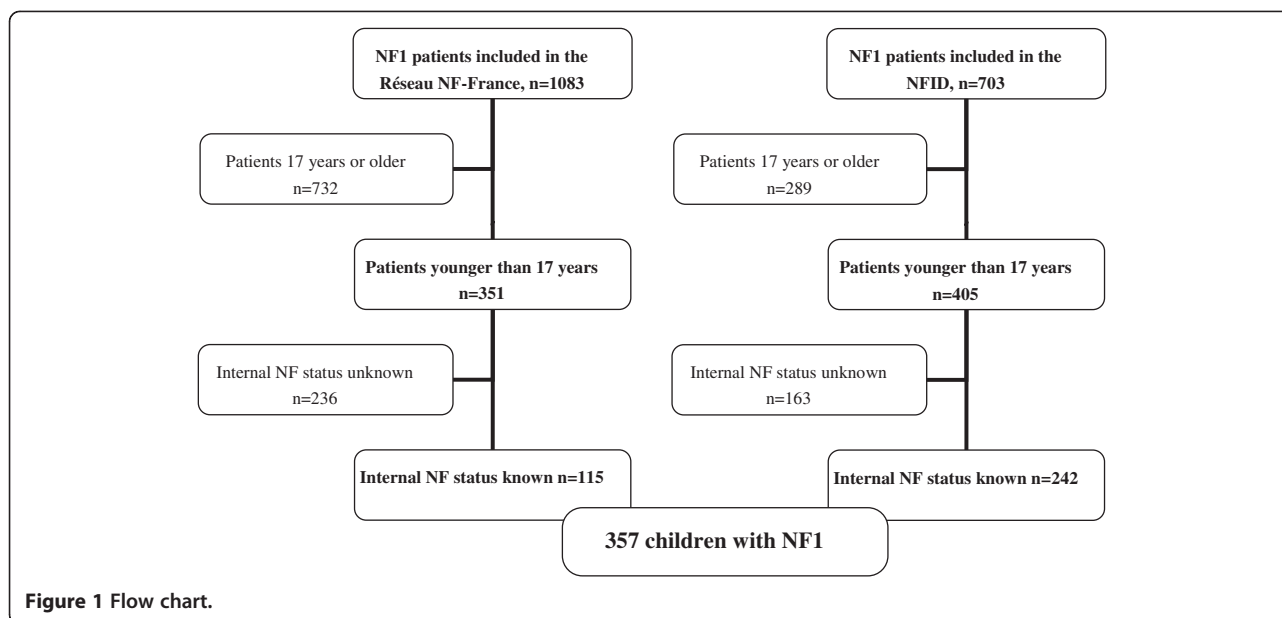 NF1 patients included in the
Réseau NF-France, n=1083
NF1 patients included in the
NFID, n=703
Patients 17 years or older
n=732
Patients 17 years or older
n=289
Patients younger than 17 years
n=351
Patients younger than 17 years
n=405
Internal NF status unknown
n=236
Internal NF status unknown
n=163
Internal NF status known n=115
Internal NF status known n=242
357 children with NF1
Figure 1 Flow chart.